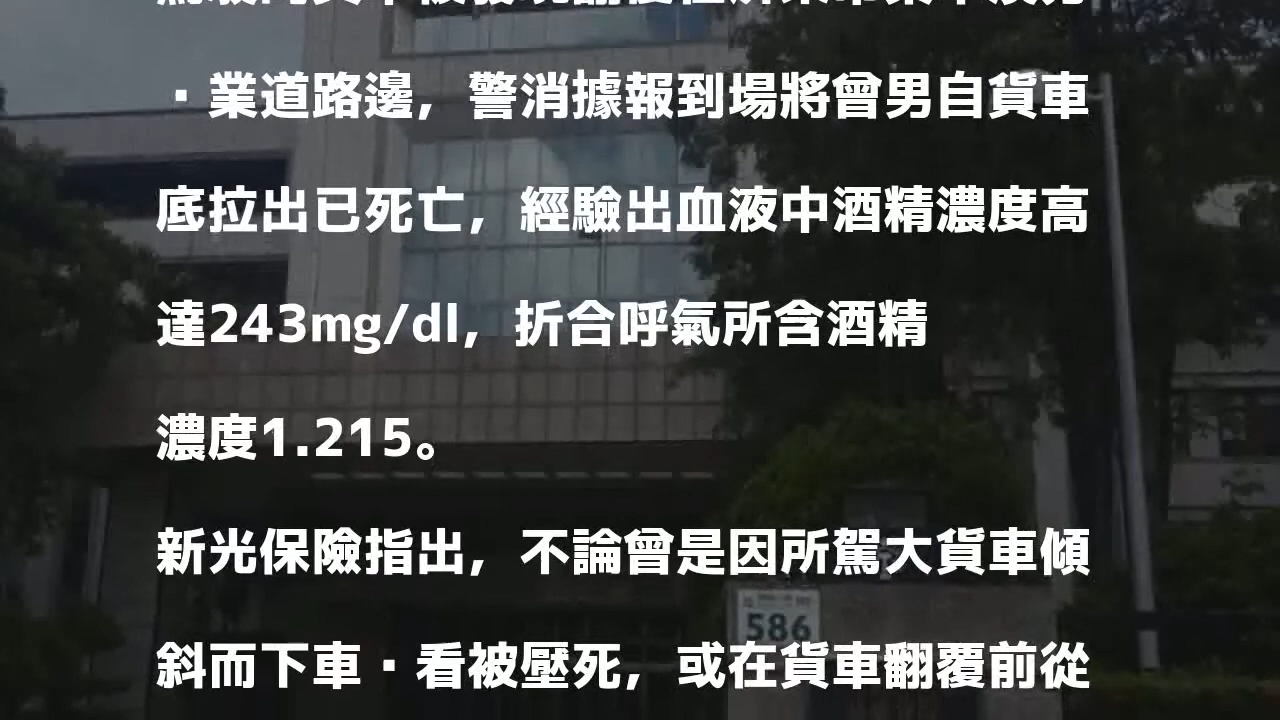 ·業道路邊，警消據報到場將曾男自貨車
底拉出已死亡，經驗出血液中酒精濃度高
達243mg/dl，折合呼氣所含酒精
濃度1.215。
新光保險指出，不論曾是因所駕大貨車傾
586
斜而下車·看被壓死，或在貨車翻覆前從